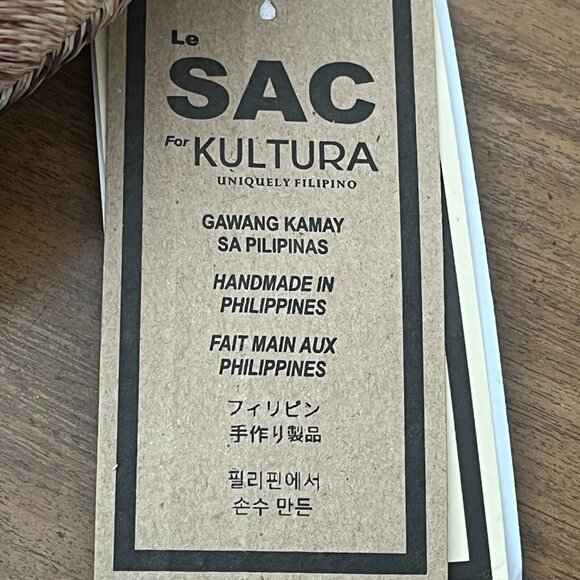 Le
SAC
For KULTURA
UNIQUELY FILIPINO
GAWANG KAMAY
SA PILIPINAS
HANDMADE IN
PHILIPPINES
FAIT MAIN AUX
PHILIPPINES
フィリピン
手作り製品
필리핀에서
손수 만든